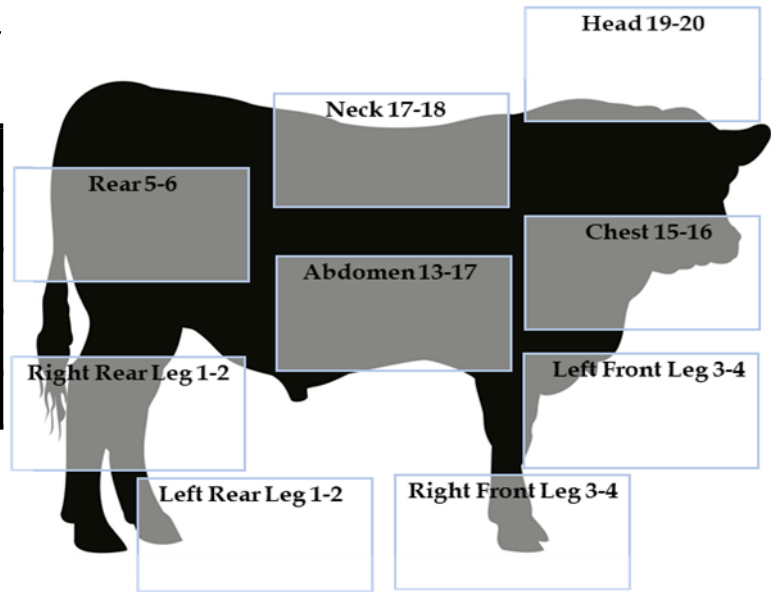 Head 19-20
Neck 17-18
Rear 5-6
Chest 15-16
Abdomen 13-17
Right Rear Leg 1-2
Left Front Leg 3-4
Left Rear Leg 1-2
Right Front Leg 3-4